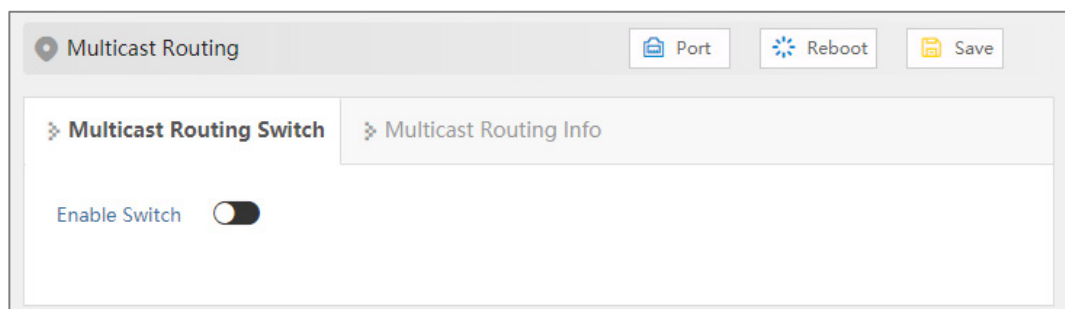 Multicast Routing
Port
Reboot
Save
Multicast Routing Switch
Multicast Routing Info
Enable Switch